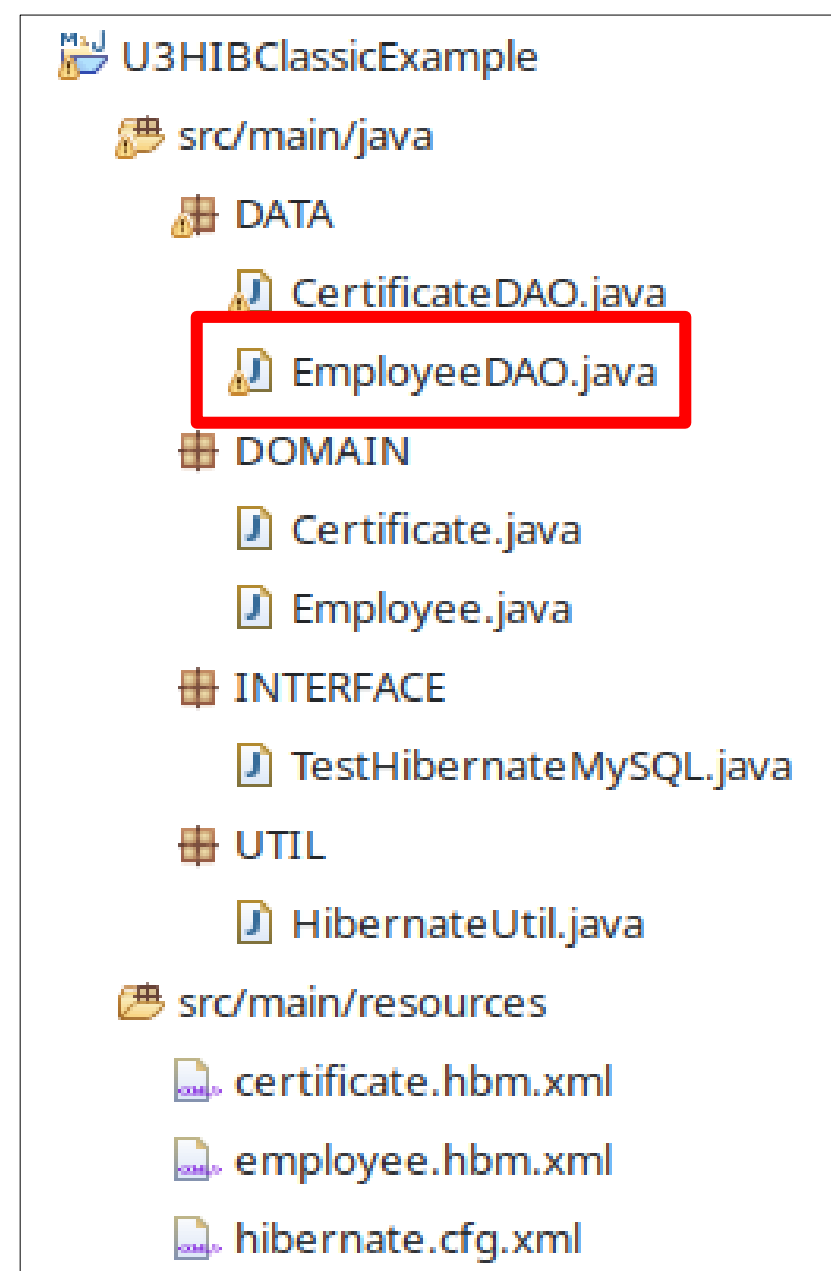 U3HIBClassicExample
src/main/java
DATA
CertificateDAO.java
EmployeeDAO.java
DOMAIN
Certificate.java
Employee.java
INTERFACE
TestHibernateMySQL.java
UTIL
HibernateUtil.java
src/main/resources
certificate.hbm.xml
employee.hbm.xml
hibernate.cfg.xml